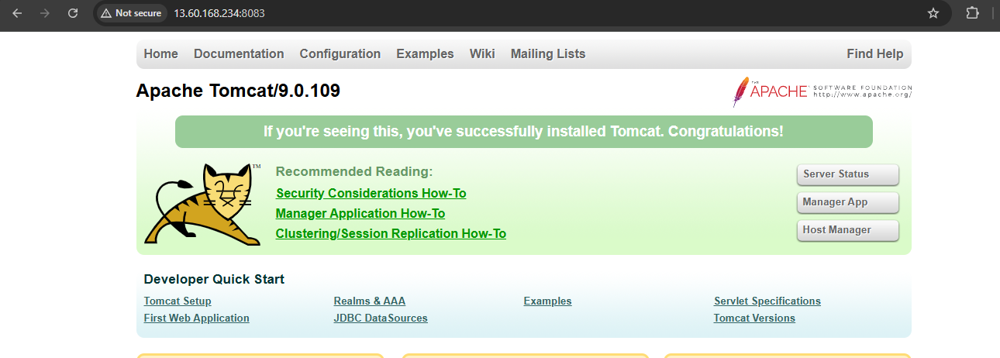 Not secure 13.60.168.234:8083
Home Documentation Configuration Examples Wiki Mailing Lists Find Help
Apache Tomcat/9.0.109
THE APACHE SOFTWARE FOUNDATION
http://www.apache.org/
If you're seeing this, you've successfully installed Tomcat. Congratulations!
TM
Recommended Reading:
Security Considerations How-To
Manager Application How-To
Clustering/Session Replication How-To
Server Status
Manager App
Host Manager
Developer Quick Start
Tomcat Setup Realms & AAA Examples Servlet Specifications
First Web Application JDBC DataSources Tomcat Versions